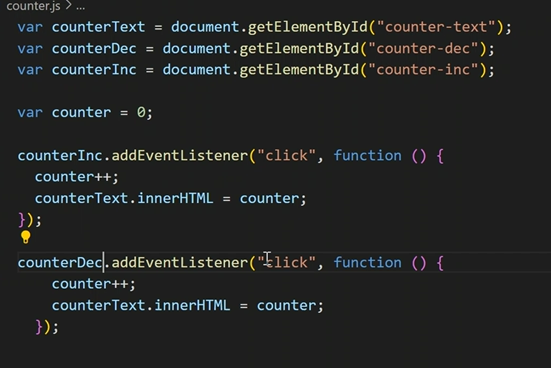 counter.js > ...
var counterText = document.getElementById("counter-text");
var counterDec = document.getElementById("counter-dec");
var counterInc = document.getElementById("counter-inc");
var counter = 0;
counterInc.addEventListener("click", function () {
  counter++;
  counterText.innerHTML = counter;
});
counterDec.addEventListener("click", function () {
    counter++;
    counterText.innerHTML = counter;
  });